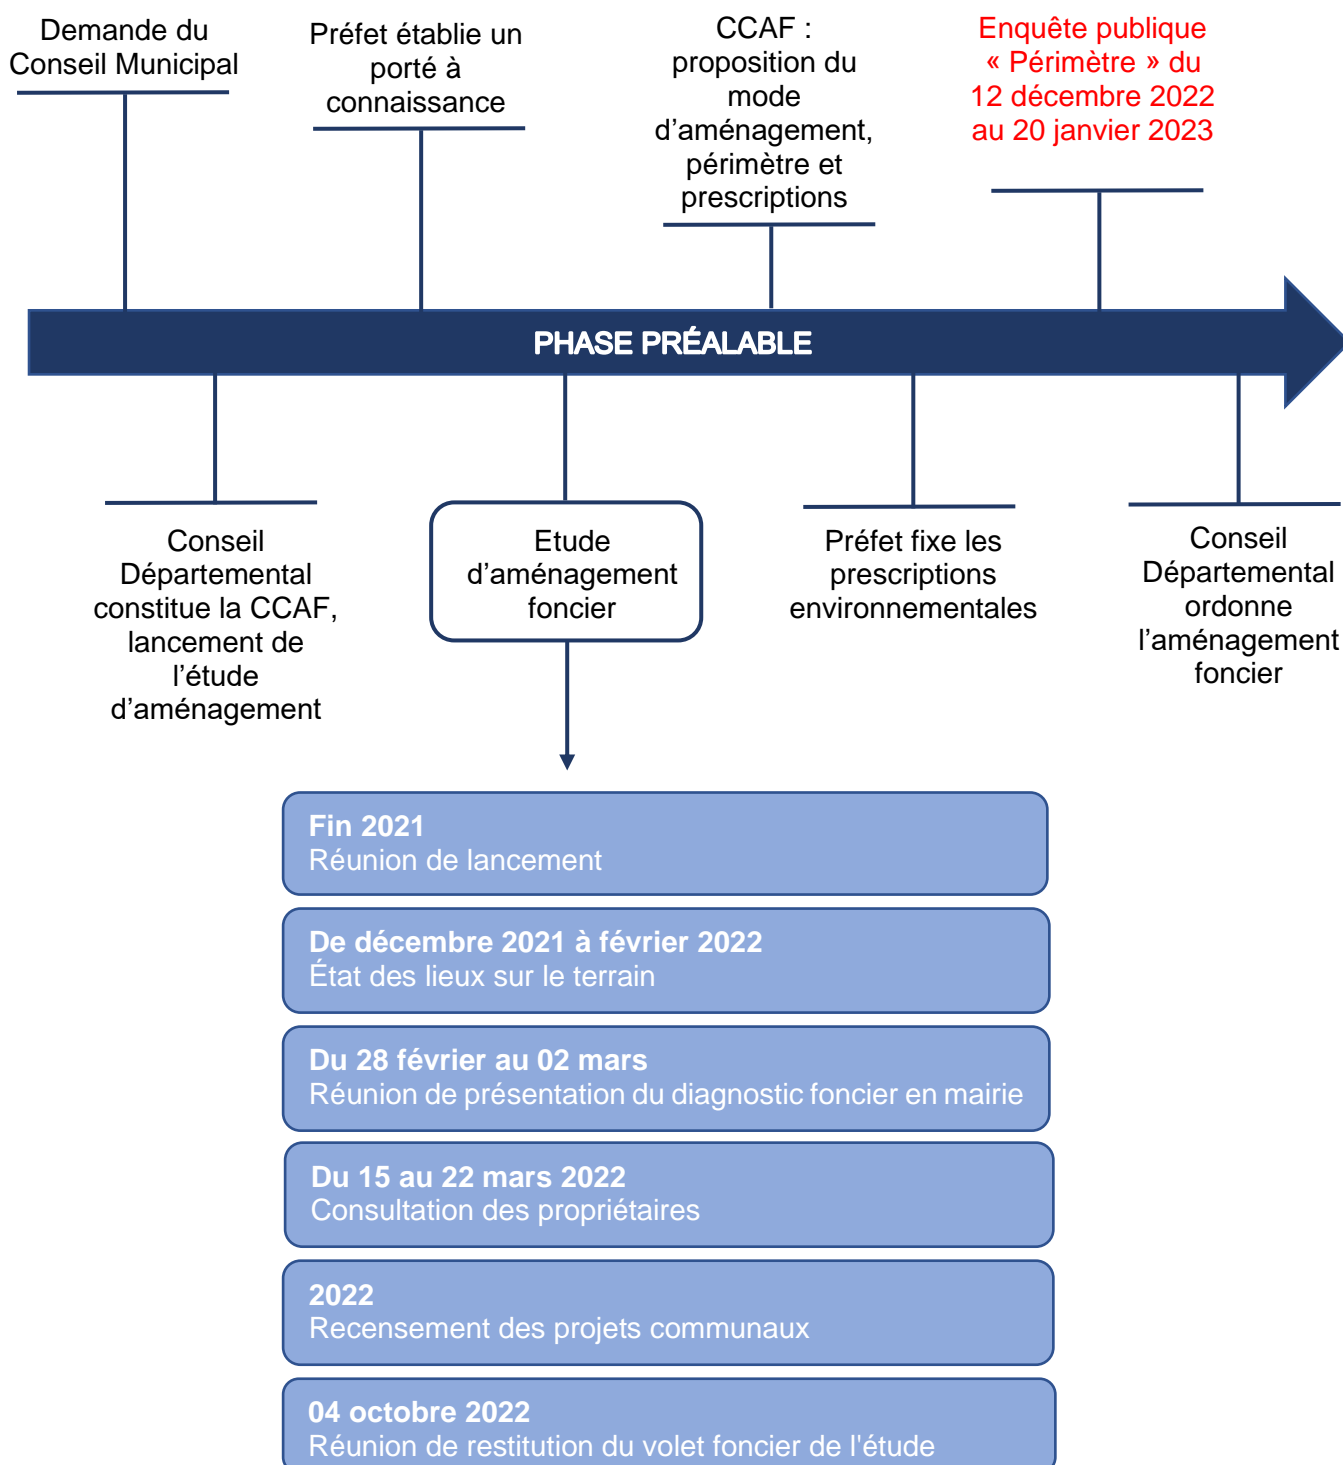 Demande du
Conseil Municipal
Préfet établie un
porté à
connaissance
CCAF :
proposition du
mode
d'aménagement,
périmètre et
prescriptions
Enquête publique
« Périmètre » du
12 décembre 2022
au 20 janvier 2023
PHASE PRÉALABLE
Conseil
Départemental
constitue la CCAF,
lancement de
l'étude
d'aménagement
Etude
d'aménagement
foncier
Préfet fixe les
prescriptions
environnementales
Conseil
Départemental
ordonne
l'aménagement
foncier
Fin 2021
Réunion de lancement
De décembre 2021 à février 2022
État des lieux sur le terrain
Du 28 février au 02 mars
Réunion de présentation du diagnostic foncier en mairie
Du 15 au 22 mars 2022
Consultation des propriétaires
2022
Recensement des projets communaux
04 octobre 2022
Réunion de restitution du volet foncier de l'étude